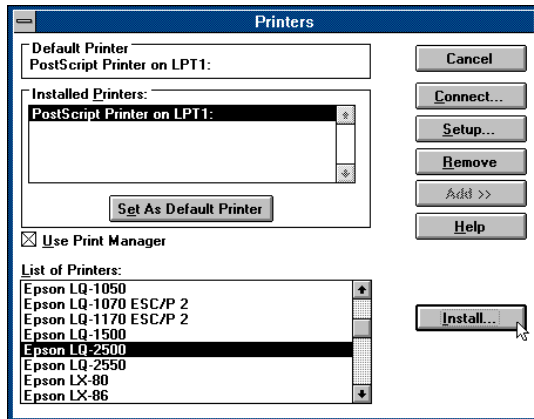 Printers
Default Printer
PostScript Printer on LPT1:
Installed Printers:
PostScript Printer on LPT1:
Set As Default Printer
Use Print Manager
List of Printers:
Epson LQ-1050
Epson LQ-1070 ESC/P 2
Epson LQ-1170 ESC/P 2
Epson LQ-1500
Epson LQ-2500
Epson LQ-2550
Epson LX-80
Epson LX-86
Cancel
Connect...
Setup...
Remove
Add >>
Help
Install...